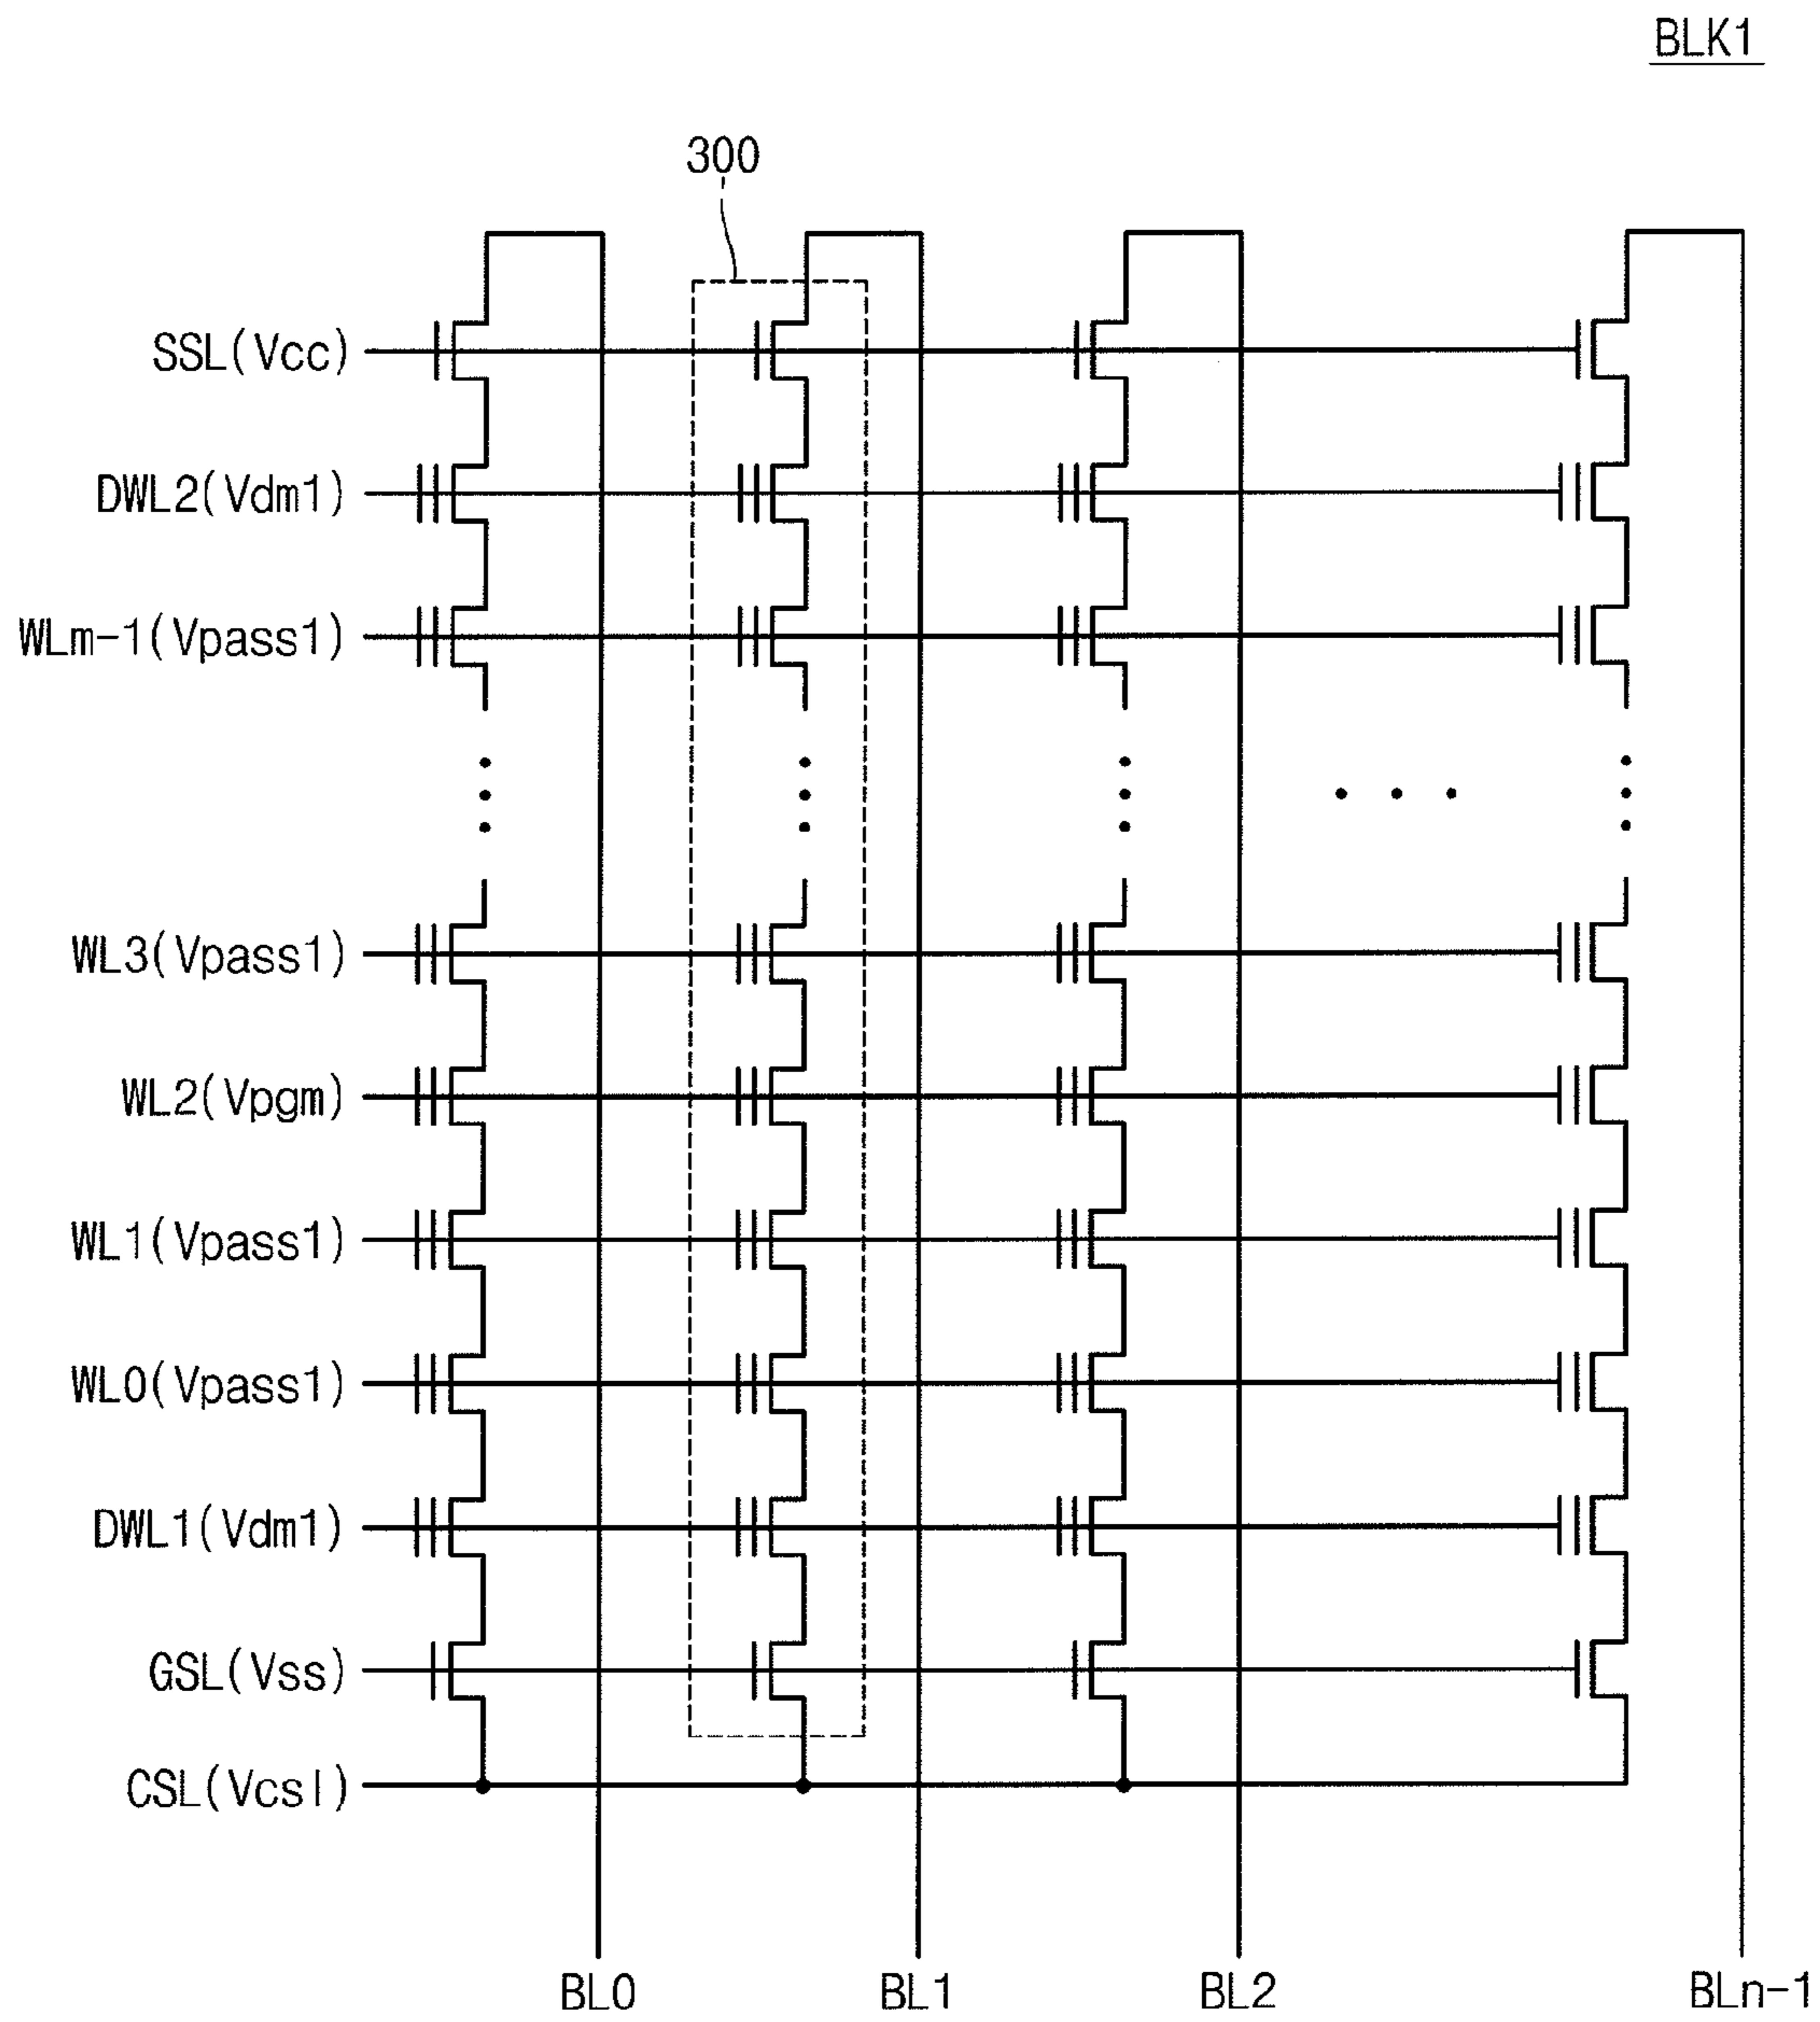 BLK1
300
SSL(Vcc)
DWL2(Vdm1)
WLm-1(Vpass1)
WL3(Vpass1)
WL2(Vpgm)
WL1(Vpass1)
WL0(Vpass1)
DWL1(Vdm1)
GSL(Vss)
CSL(Vcsl)
BL0 BL1 BL2 BLn-1